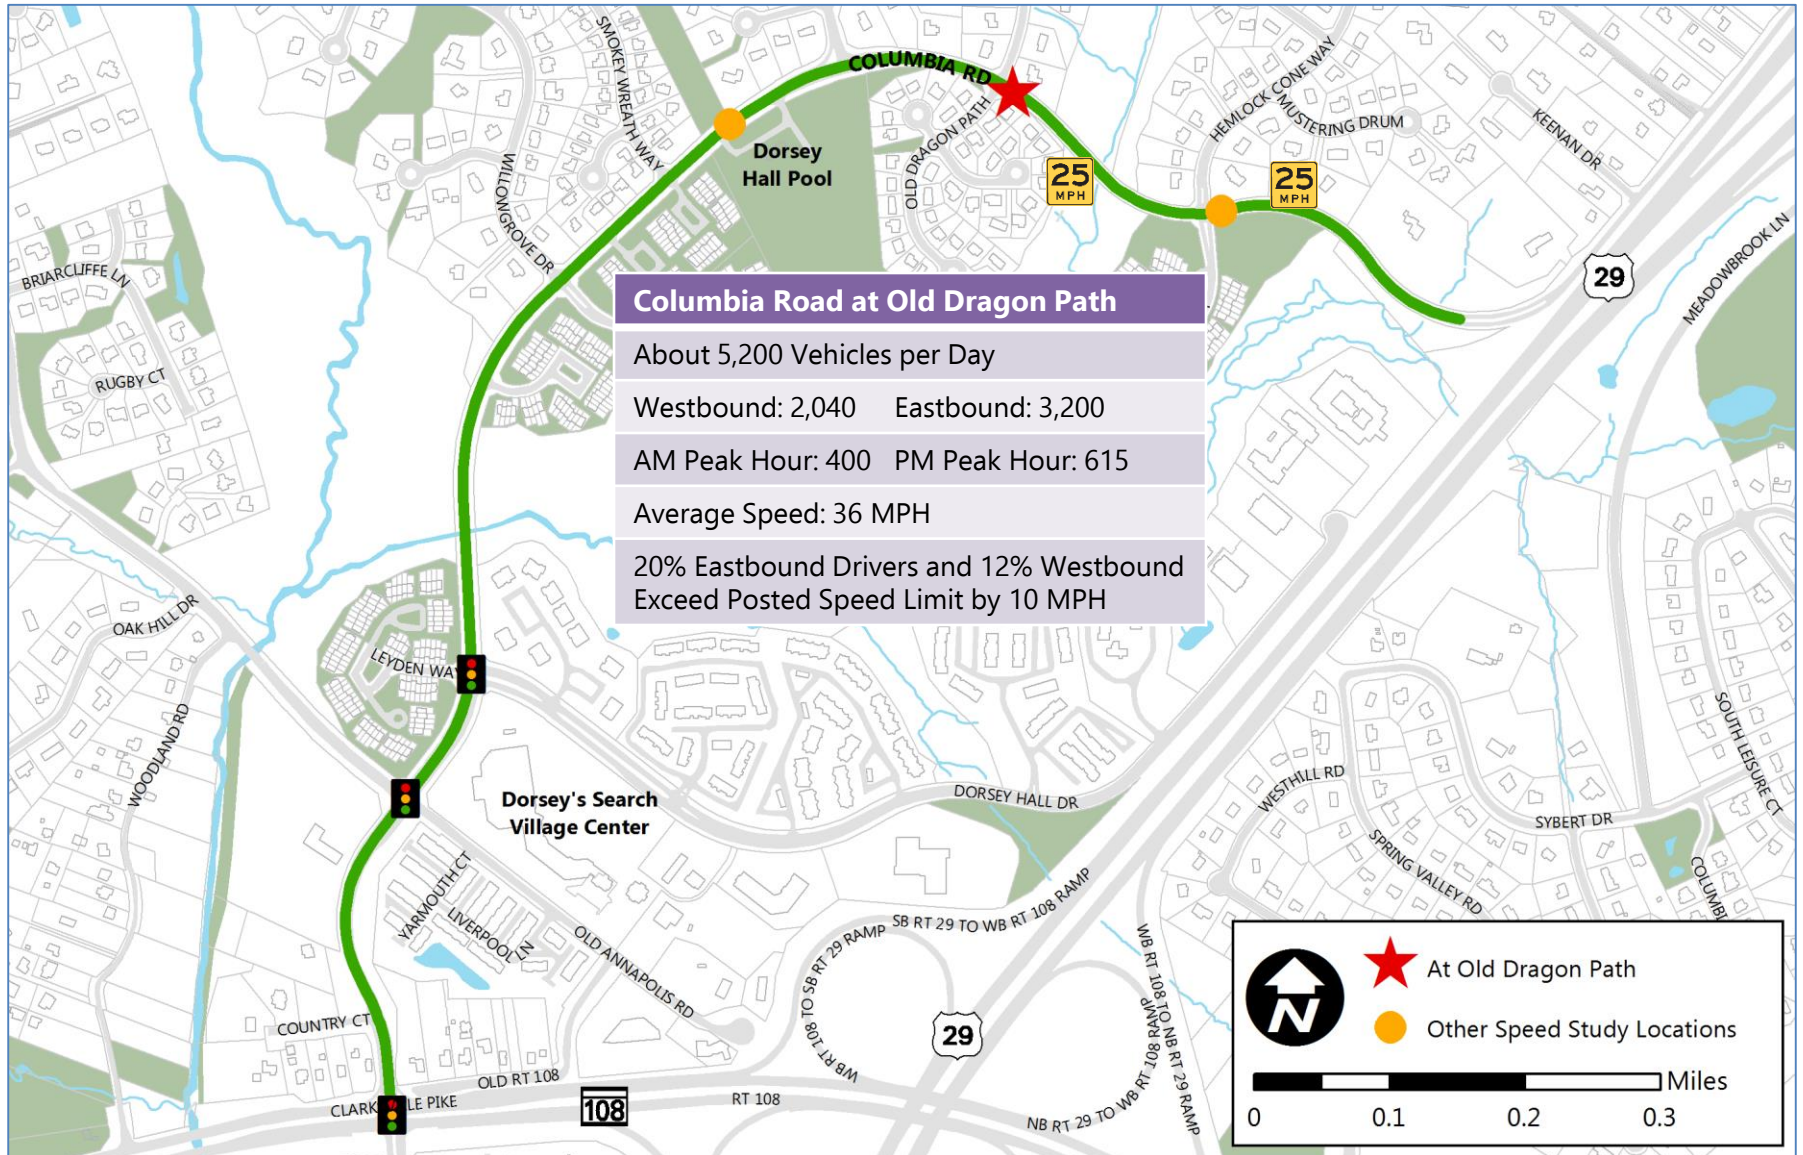 SMOKEY WREATH WAY
COLUMBIA RD
HEMLOCK CONE WAY
MUSTERING DRUM
KEENAN DR
OLD DRAGON PATH
Dorsey
Hall Pool
WILLOWGROVE DR
25
MPH
25
MPH
BRIARCLIFFE LN
29
MEADOWBROOK LN
RUGBY CT
Columbia Road at Old Dragon Path
About 5,200 Vehicles per Day
Westbound: 2,040 Eastbound: 3,200
AM Peak Hour: 400 PM Peak Hour: 615
Average Speed: 36 MPH
20% Eastbound Drivers and 12% Westbound
Exceed Posted Speed Limit by 10 MPH
OAK HILL DR
LEYDEN WAY
WOODLAND RD
SOUTH LEISURE CT
WESTHILL RD
DORSEY HALL DR
Dorsey's Search
Village Center
SYBERT DR
SPRING VALLEY RD
COLUMBI
YARMOUTH CT
LIVERPOOL LN
OLD ANNAPOLIS RD
SB RT 29 TO WB RT 108 RAMP
WB RT 108 TO SB RT 29 RAMP
WB RT 108 TO NB RT 29 RAMP
NB RT 29 TO WB RT 108 RAMP
29
COUNTRY CT
OLD RT 108
CLARK LE PIKE
108
RT 108
N
At Old Dragon Path
Other Speed Study Locations
Miles
0 0.1 0.2 0.3